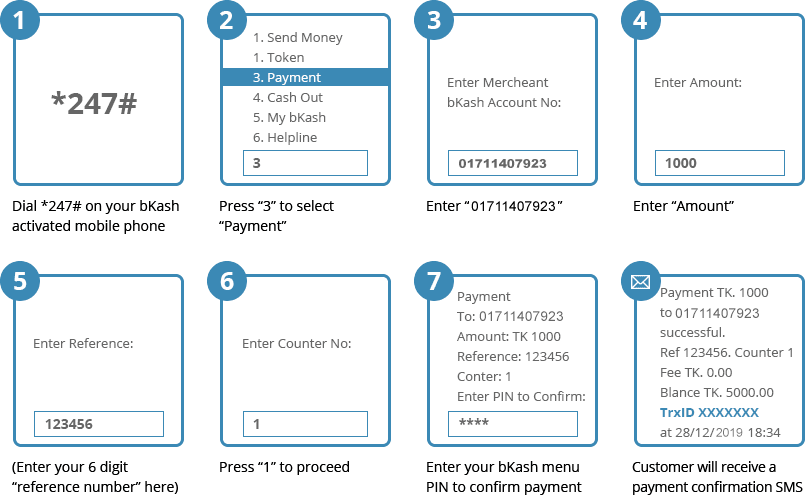 1
*247#
Dial *247# on your bKash
activated mobile phone
2
1. Send Money
1. Token
3. Payment
4. Cash Out
5. My bKash
6. Helpline
3
Press “3” to select
“Payment”
3
Enter Mercheant
bKash Account No:
01711407923
Enter “01711407923”
4
Enter Amount:
1000
Enter “Amount”
5
Enter Reference:
123456
(Enter your 6 digit
“reference number” here)
6
Enter Counter No:
1
Press “1” to proceed
7
Payment
To: 01711407923
Amount: TK 1000
Reference: 123456
Conter: 1
Enter PIN to Confirm:
****
Enter your bKash menu
PIN to confirm payment
Payment TK. 1000
to 01711407923
successful.
Ref 123456. Counter 1
Fee TK. 0.00
Blance TK. 5000.00
TrxID XXXXXXX
at 28/12/2019 18:34
Customer will receive a
payment confirmation SMS